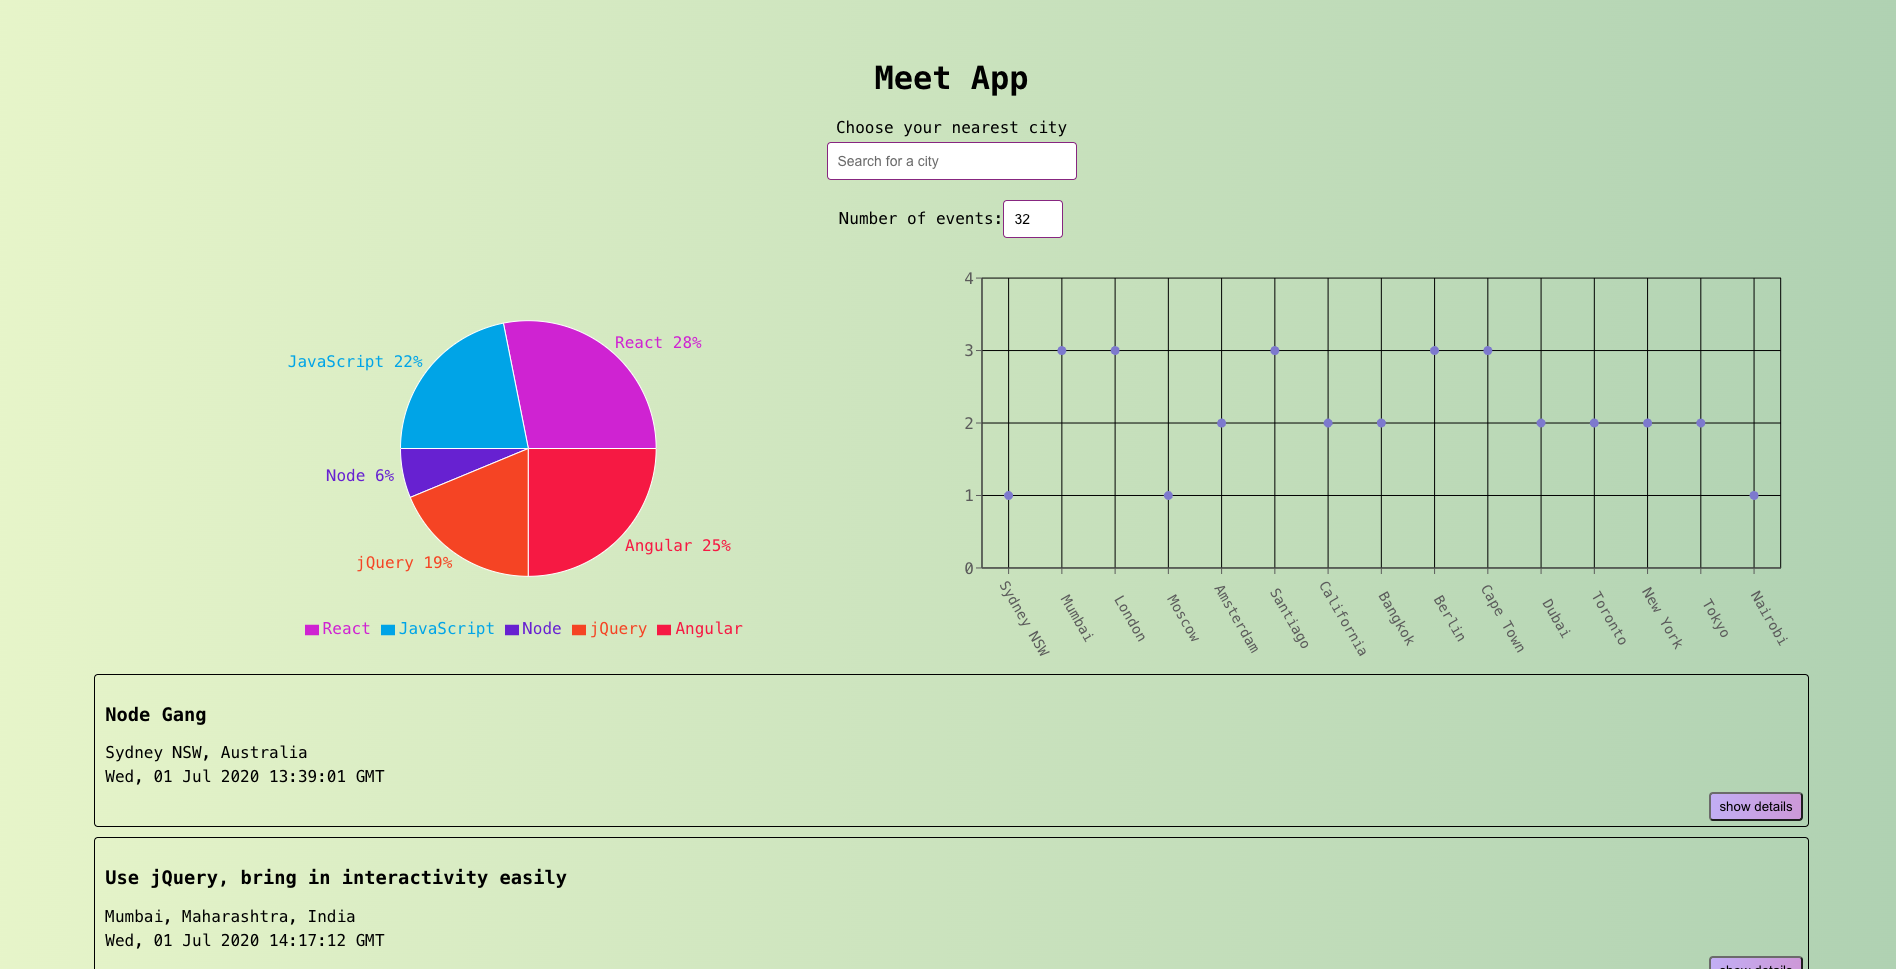 Meet App
Choose your nearest city
Search for a city
Number of events: 32
React 28%
JavaScript 22%
Node 6%
jQuery 19%
Angular 25%
React JavaScript Node jQuery Angular
4
3
2
1
0
Sydney NSW
Mumbai
London
Moscow
Amsterdam
Santiago
California
Bangkok
Berlin
Cape Town
Dubai
Toronto
New York
Tokyo
Nairobi
Node Gang
Sydney NSW, Australia
Wed, 01 Jul 2020 13:39:01 GMT
show details
Use jQuery, bring in interactivity easily
Mumbai, Maharashtra, India
Wed, 01 Jul 2020 14:17:12 GMT
show details